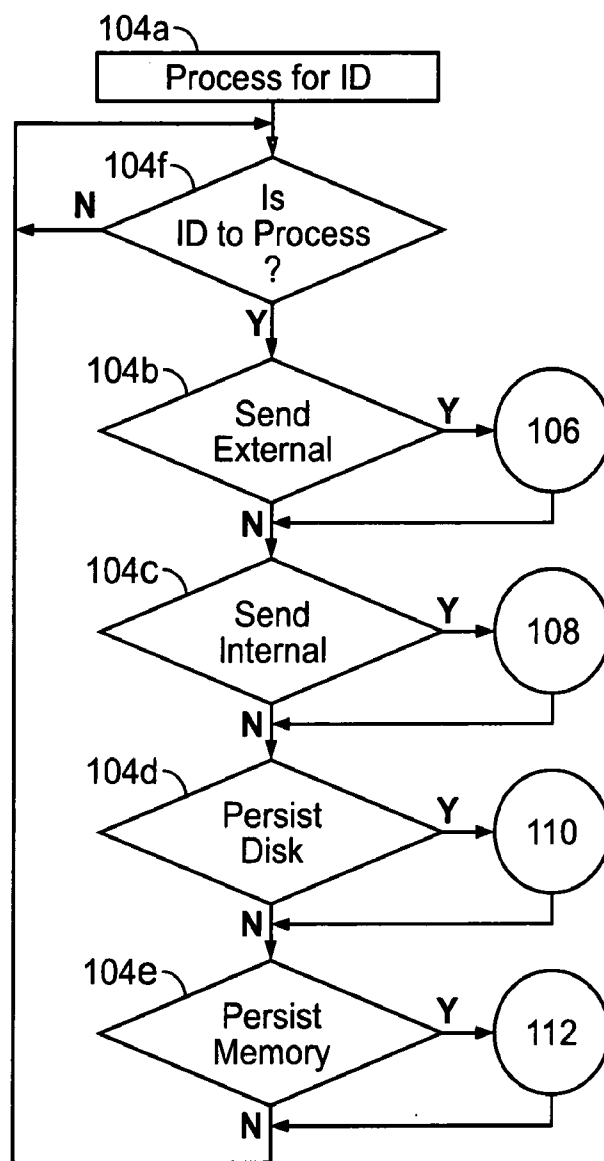 104a
Process for ID
104f
N
Is
ID to Process
?
Y
104b
Send
External
Y
106
N
104c
Send
Internal
Y
108
N
104d
Persist
Disk
Y
110
N
104e
Persist
Memory
Y
112
N